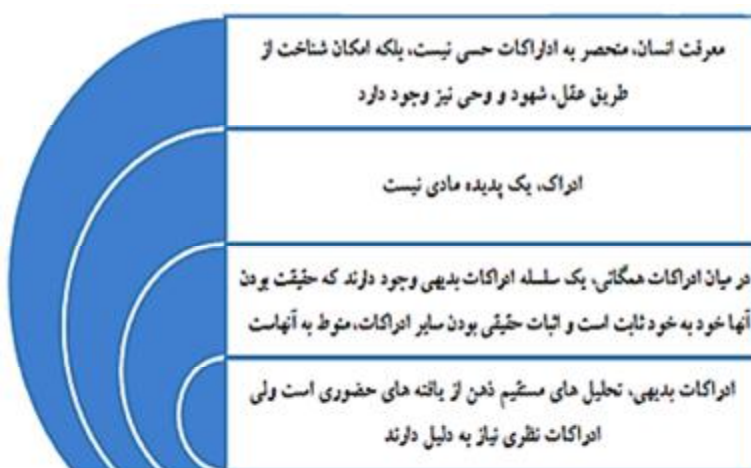 معرفت انسان، منحصر به اداراکات حسی نیست، بلکه امکان شناخت از
طریق عقل، شهود و وحی نیز وجود دارد
ادراک، یک پدیده مادی نیست
در میان ادراکات همگانی، یک سلسله ادراکات بدیهی وجود دارند که حقیقت بودن
آنها خود به خود ثابت است و اثبات حقیقی بودن سایر ادراکات، منوط به آنهاست
ادراکات بدیهی، تحلیل های مستقیم ذهن از یافته های حضوری است ولی
ادراکات نظری نیاز به دلیل دارند